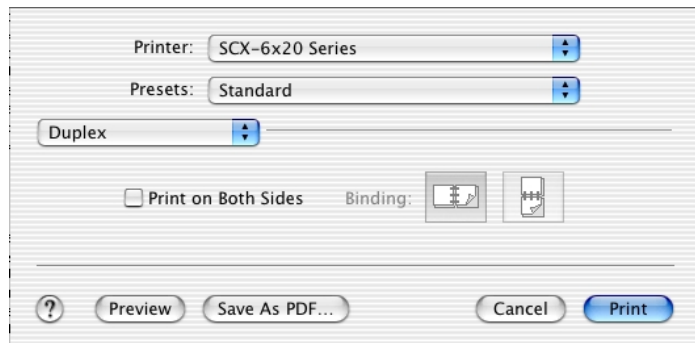 Printer: SCX-6x20 Series
Presets: Standard
Duplex
Print on Both Sides Binding:
? Preview Save As PDF... Cancel Print